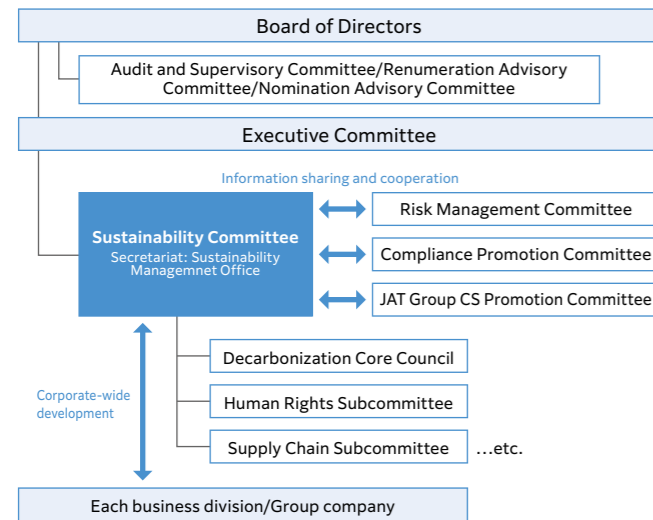 Board of Directors
Audit and Supervisory Committee/Renumeration Advisory
Committee/Nomination Advisory Committee
Executive Committee
Information sharing and cooperation
Sustainability Committee
Secretariat: Sustainability
Managemnet Office
Risk Management Committee
Compliance Promotion Committee
JAT Group CS Promotion Committee
Decarbonization Core Council
Corporate-wide
development
Human Rights Subcommittee
Supply Chain Subcommittee ...etc.
Each business division/Group company